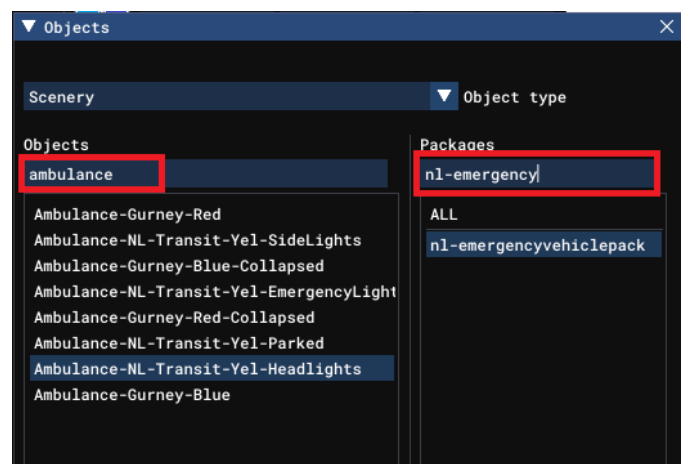 Objects
Scenery
Object type
Objects
ambulance
Ambulance-Gurney-Red
Ambulance-NL-Transit-Yel-SideLights
Ambulance-Gurney-Blue-Collapsed
Ambulance-NL-Transit-Yel-EmergencyLight
Ambulance-Gurney-Red-Collapsed
Ambulance-NL-Transit-Yel-Parked
Ambulance-NL-Transit-Yel-Headlights
Ambulance-Gurney-Blue
Packages
nl-emergency
ALL
nl-emergencyvehiclepack